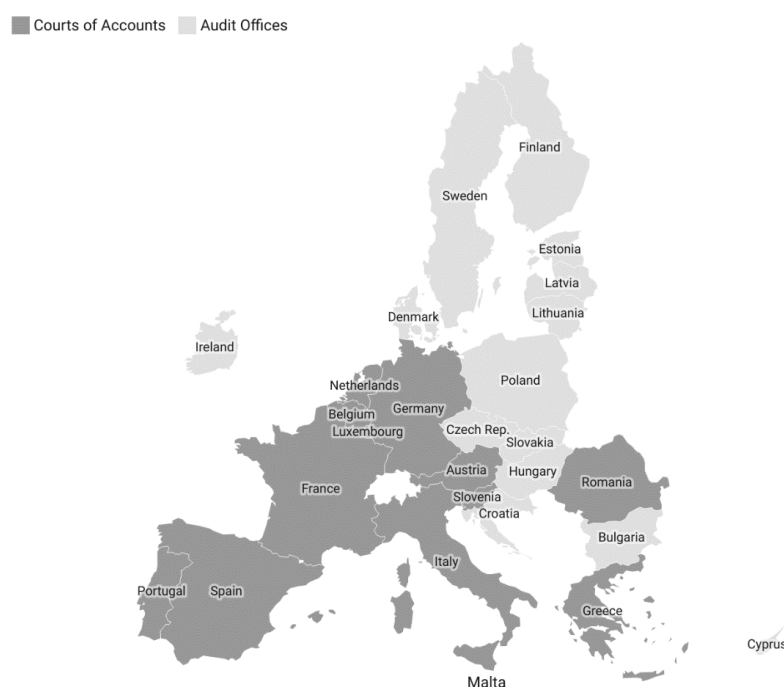 Courts of Accounts Audit Offices
Finland
Sweden
Estonia
Latvia
Lithuania
Denmark
Ireland
Poland
Netherlands
Germany
Belgium
Luxembourg
Czech Rep.
Slovakia
Austria
Hungary
Romania
France
Slovenia
Croatia
Bulgaria
Italy
Portugal
Spain
Greece
Cyprus
Malta